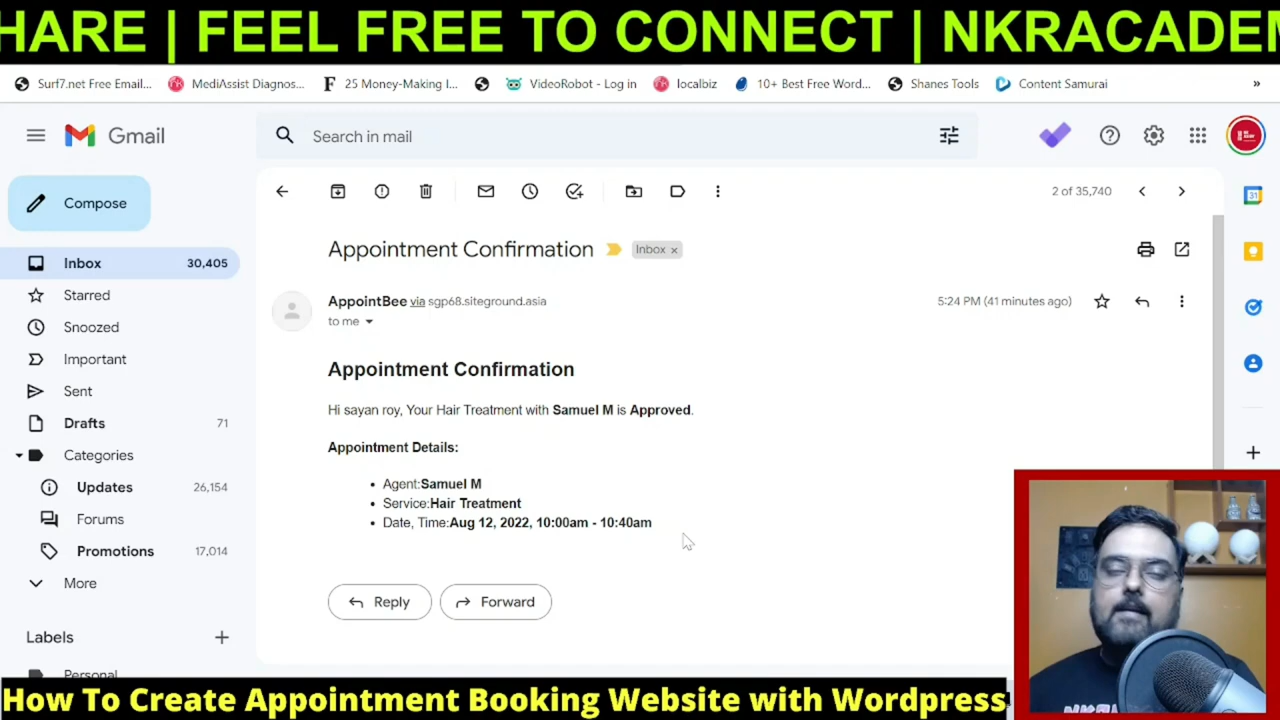 HARE | FEEL FREE TO CONNECT | NKRACADEM
Surf7.net Free Email... MediAssist Diagnos... 25 Money-Making I... VideoRobot - Log in localbiz 10+ Best Free Word... Shanes Tools Content Samurai »
Gmail
Search in mail
Compose
2 of 35,740
Inbox 30,405
Starred
Snoozed
Important
Sent
Drafts 71
Categories
Updates 26,154
Forums
Promotions 17,014
More
Labels
Personal
Appointment Confirmation Inbox x
AppointBee via sgp68.siteground.asia 5:24 PM (41 minutes ago)
to me
Appointment Confirmation
Hi sayan roy, Your Hair Treatment with Samuel M is Approved.
Appointment Details:
• Agent:Samuel M
• Service:Hair Treatment
• Date, Time:Aug 12, 2022, 10:00am - 10:40am
Reply Forward
31
How To Create Appointment Booking Website with Wordpress